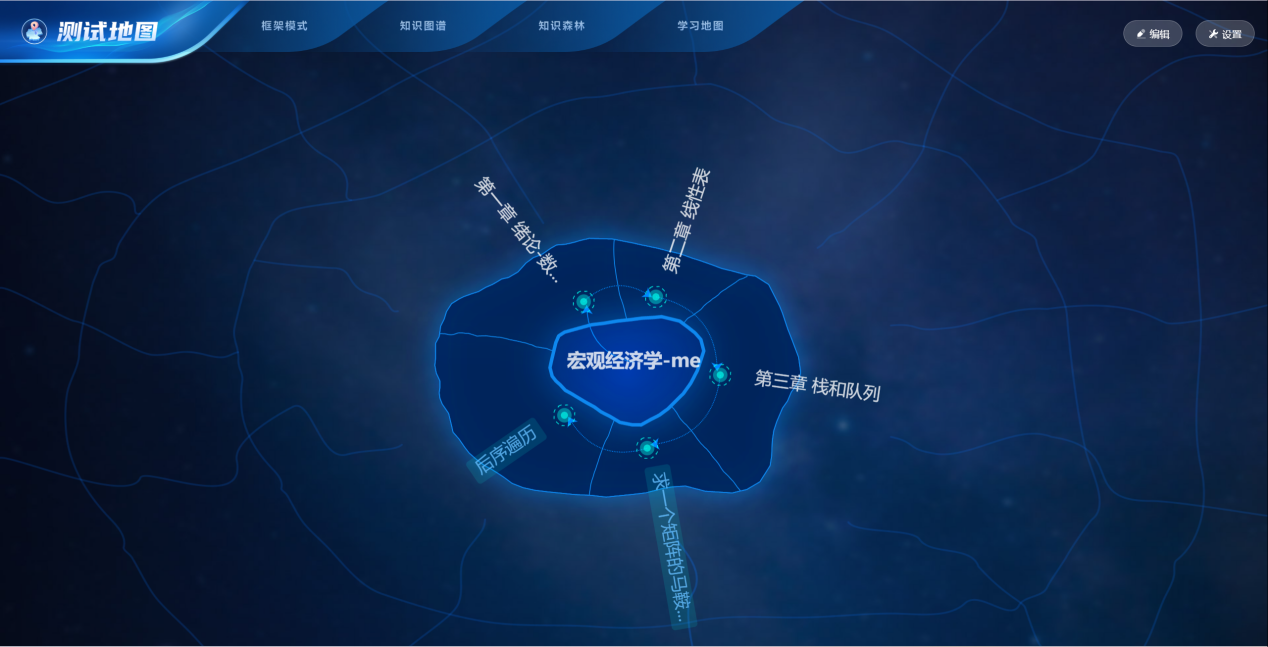 测试地图
框架模式
知识图谱
知识森林
学习地图
编辑
设置
第一章 绪论-数...
第二章 线性表
宏观经济学-me
第三章 栈和队列
后序遍历
求一个矩阵的马鞍...